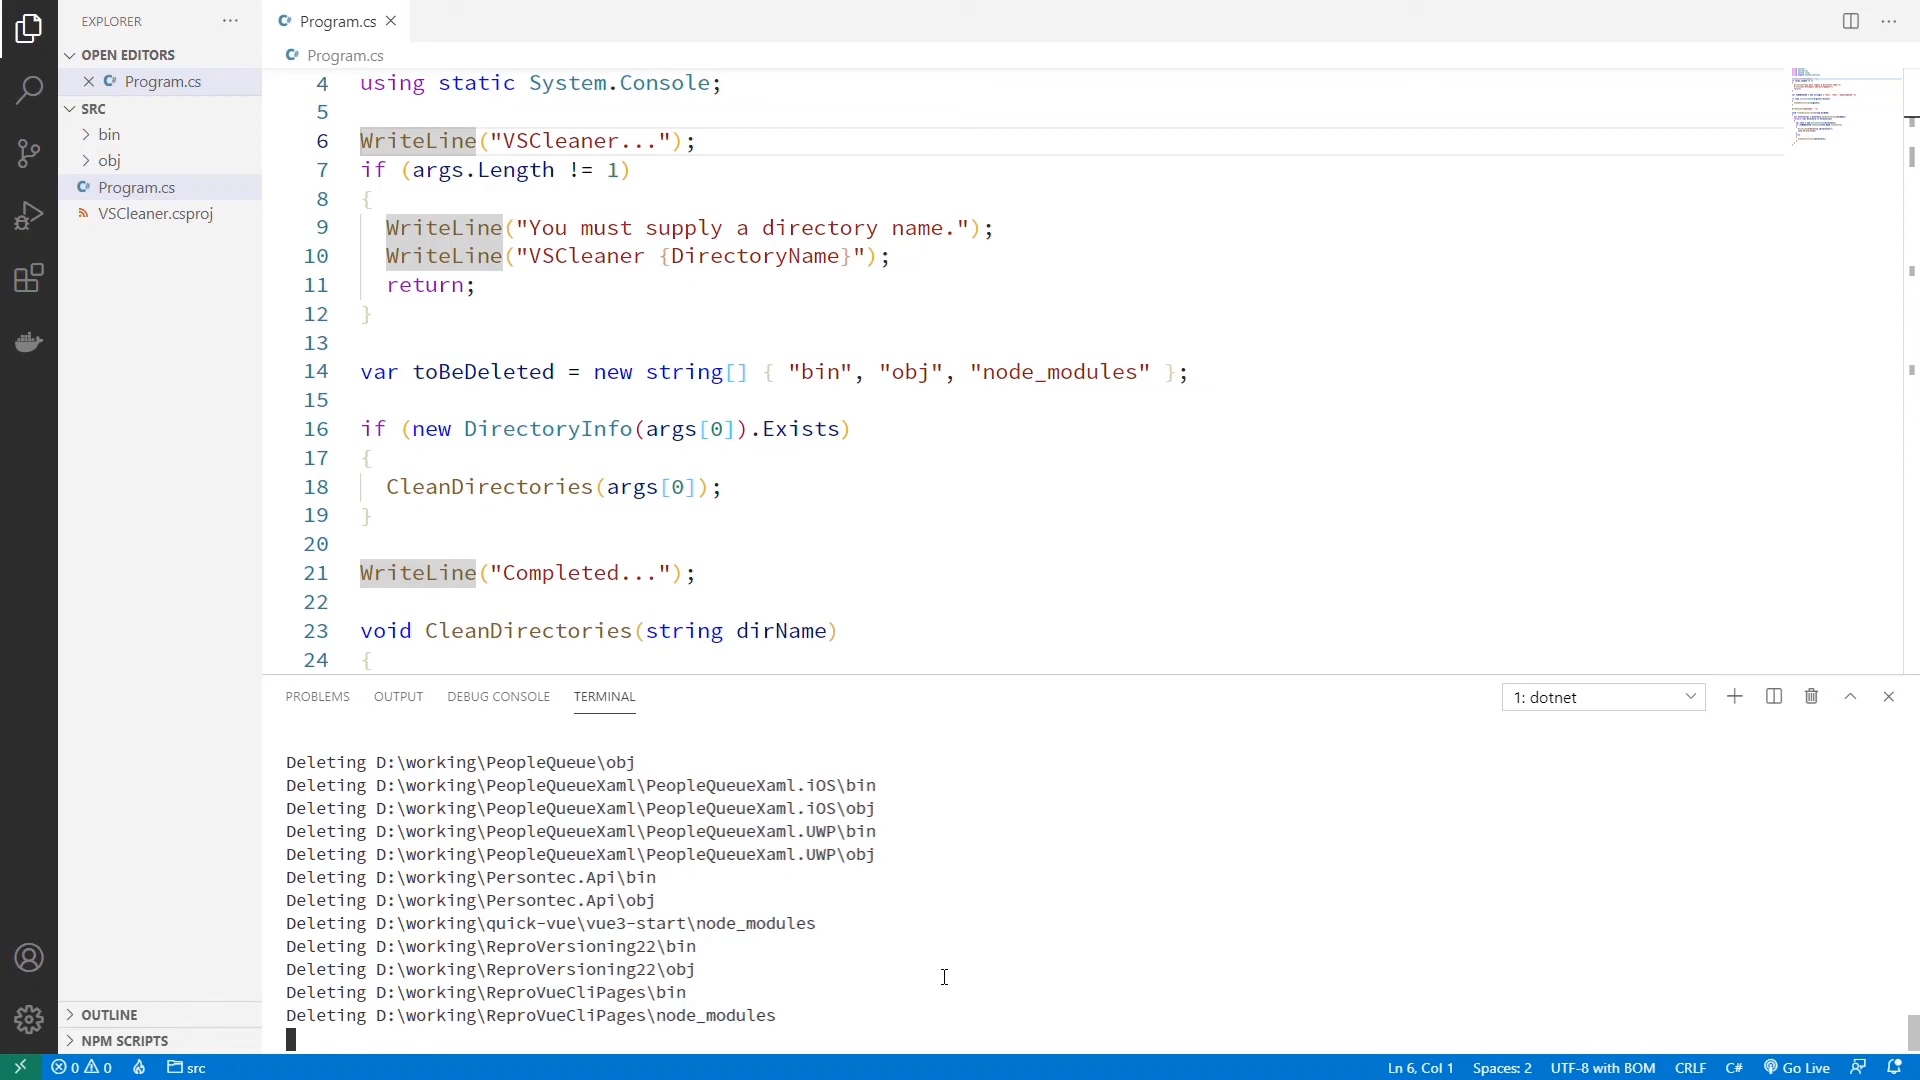 EXPLORER
Program.cs
OPEN EDITORS
Program.cs
Program.cs
SRC
bin
obj
Program.cs
VSCleaner.csproj
4 using static System.Console;
5
6 WriteLine("VSCleaner...");
7 if (args.Length != 1)
8 {
9 WriteLine("You must supply a directory name.");
10 WriteLine("VSCleaner {DirectoryName}");
11 return;
12 }
13
14 var toBeDeleted = new string[] { "bin", "obj", "node_modules" };
15
16 if (new DirectoryInfo(args[0]).Exists)
17 {
18 CleanDirectories(args[0]);
19 }
20
21 WriteLine("Completed...");
22
23 void CleanDirectories(string dirName)
24 {
PROBLEMS OUTPUT DEBUG CONSOLE TERMINAL
1: dotnet
Deleting D:\working\PeopleQueue\obj
Deleting D:\working\PeopleQueueXaml\PeopleQueueXaml.iOS\bin
Deleting D:\working\PeopleQueueXaml\PeopleQueueXaml.iOS\obj
Deleting D:\working\PeopleQueueXaml\PeopleQueueXaml.UWP\bin
Deleting D:\working\PeopleQueueXaml\PeopleQueueXaml.UWP\obj
Deleting D:\working\Persontec.Api\bin
Deleting D:\working\Persontec.Api\obj
Deleting D:\working\quick-vue\vue3-start\node_modules
Deleting D:\working\ReproVersioning22\bin
Deleting D:\working\ReproVersioning22\obj
Deleting D:\working\ReproVueCliPages\bin
Deleting D:\working\ReproVueCliPages\node_modules
OUTLINE
NPM SCRIPTS
0 0 src Ln 6, Col 1 Spaces: 2 UTF-8 with BOM CRLF C# Go Live